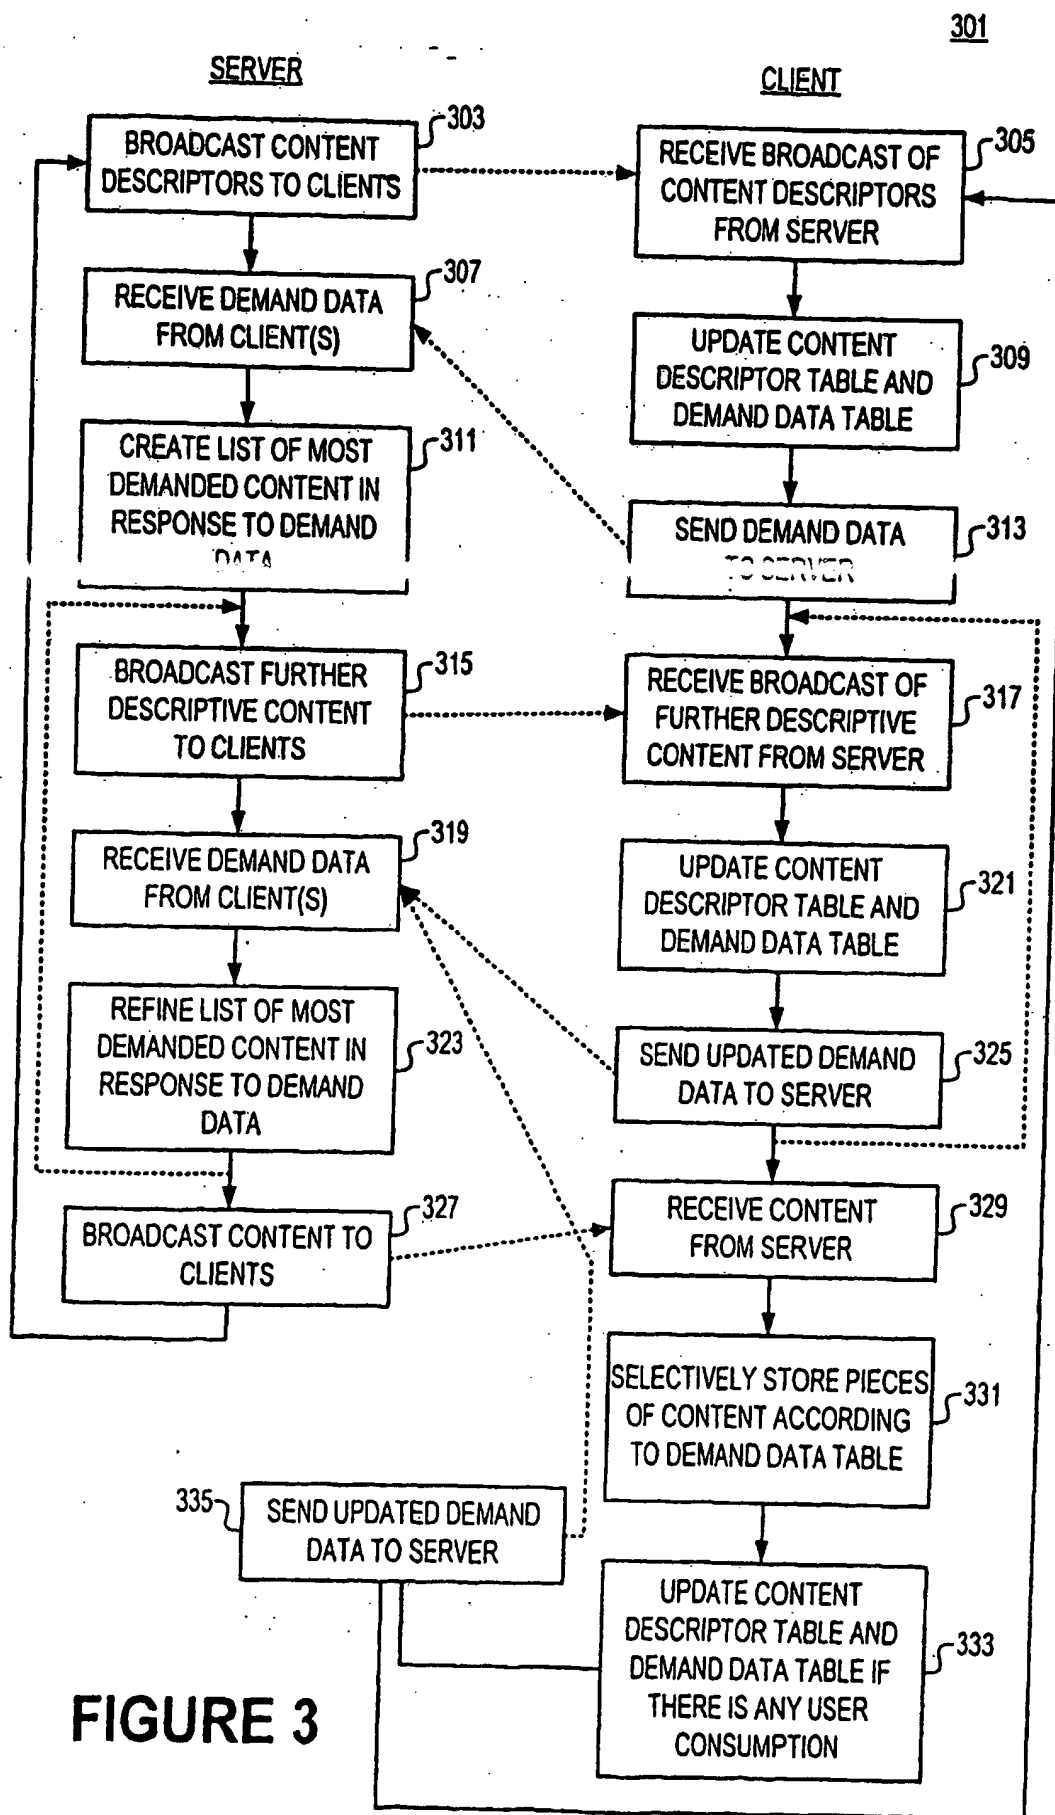 301
SERVER
CLIENT
303
BROADCAST CONTENT
DESCRIPTORS TO CLIENTS
305
RECEIVE BROADCAST OF
CONTENT DESCRIPTORS
FROM SERVER
307
RECEIVE DEMAND DATA
FROM CLIENT(S)
309
UPDATE CONTENT
DESCRIPTOR TABLE AND
DEMAND DATA TABLE
311
CREATE LIST OF MOST
DEMANDED CONTENT IN
RESPONSE TO DEMAND
DATA
313
SEND DEMAND DATA
TO SERVER
315
BROADCAST FURTHER
DESCRIPTIVE CONTENT
TO CLIENTS
317
RECEIVE BROADCAST OF
FURTHER DESCRIPTIVE
CONTENT FROM SERVER
319
RECEIVE DEMAND DATA
FROM CLIENT(S)
321
UPDATE CONTENT
DESCRIPTOR TABLE AND
DEMAND DATA TABLE
323
REFINE LIST OF MOST
DEMANDED CONTENT IN
RESPONSE TO DEMAND
DATA
325
SEND UPDATED DEMAND
DATA TO SERVER
327
BROADCAST CONTENT TO
CLIENTS
329
RECEIVE CONTENT
FROM SERVER
331
SELECTIVELY STORE PIECES
OF CONTENT ACCORDING
TO DEMAND DATA TABLE
335
SEND UPDATED DEMAND
DATA TO SERVER
333
UPDATE CONTENT
DESCRIPTOR TABLE AND
DEMAND DATA TABLE IF
THERE IS ANY USER
CONSUMPTION
FIGURE 3